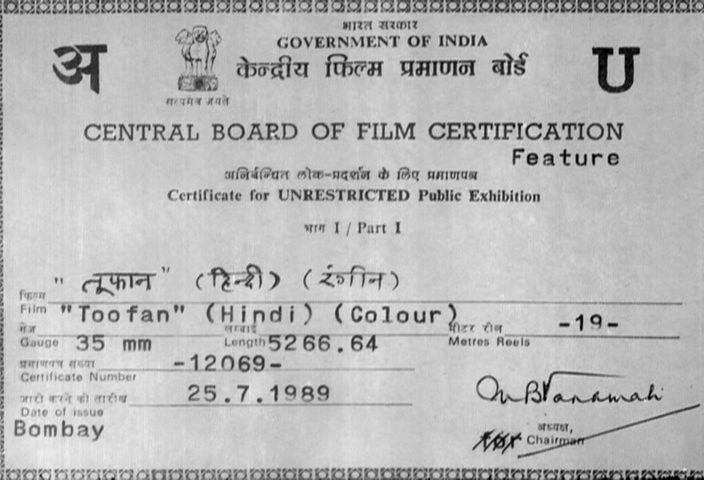 भारत सरकार
GOVERNMENT OF INDIA
अ
केन्द्रीय फिल्म प्रमाणन बोर्ड
U
सत्यमेव जयते
CENTRAL BOARD OF FILM CERTIFICATION
Feature
अनिर्बन्धित लोक-प्रदर्शन के लिए प्रमाणपत्र
Certificate for UNRESTRICTED Public Exhibition
भाग I / Part I
फिल्म "तूफान" (हिन्दी) (रंगीन)
Film "Toofan" (Hindi) (Colour)
गेज लम्बाई मीटर रील -19-
Gauge 35 mm Length 5266.64 Metres Reels
प्रमाणपत्र संख्या -12069-
Certificate Number
जारी करने की तारीख 25.7.1989
Date of issue
Bombay
अध्यक्ष,
Chairman